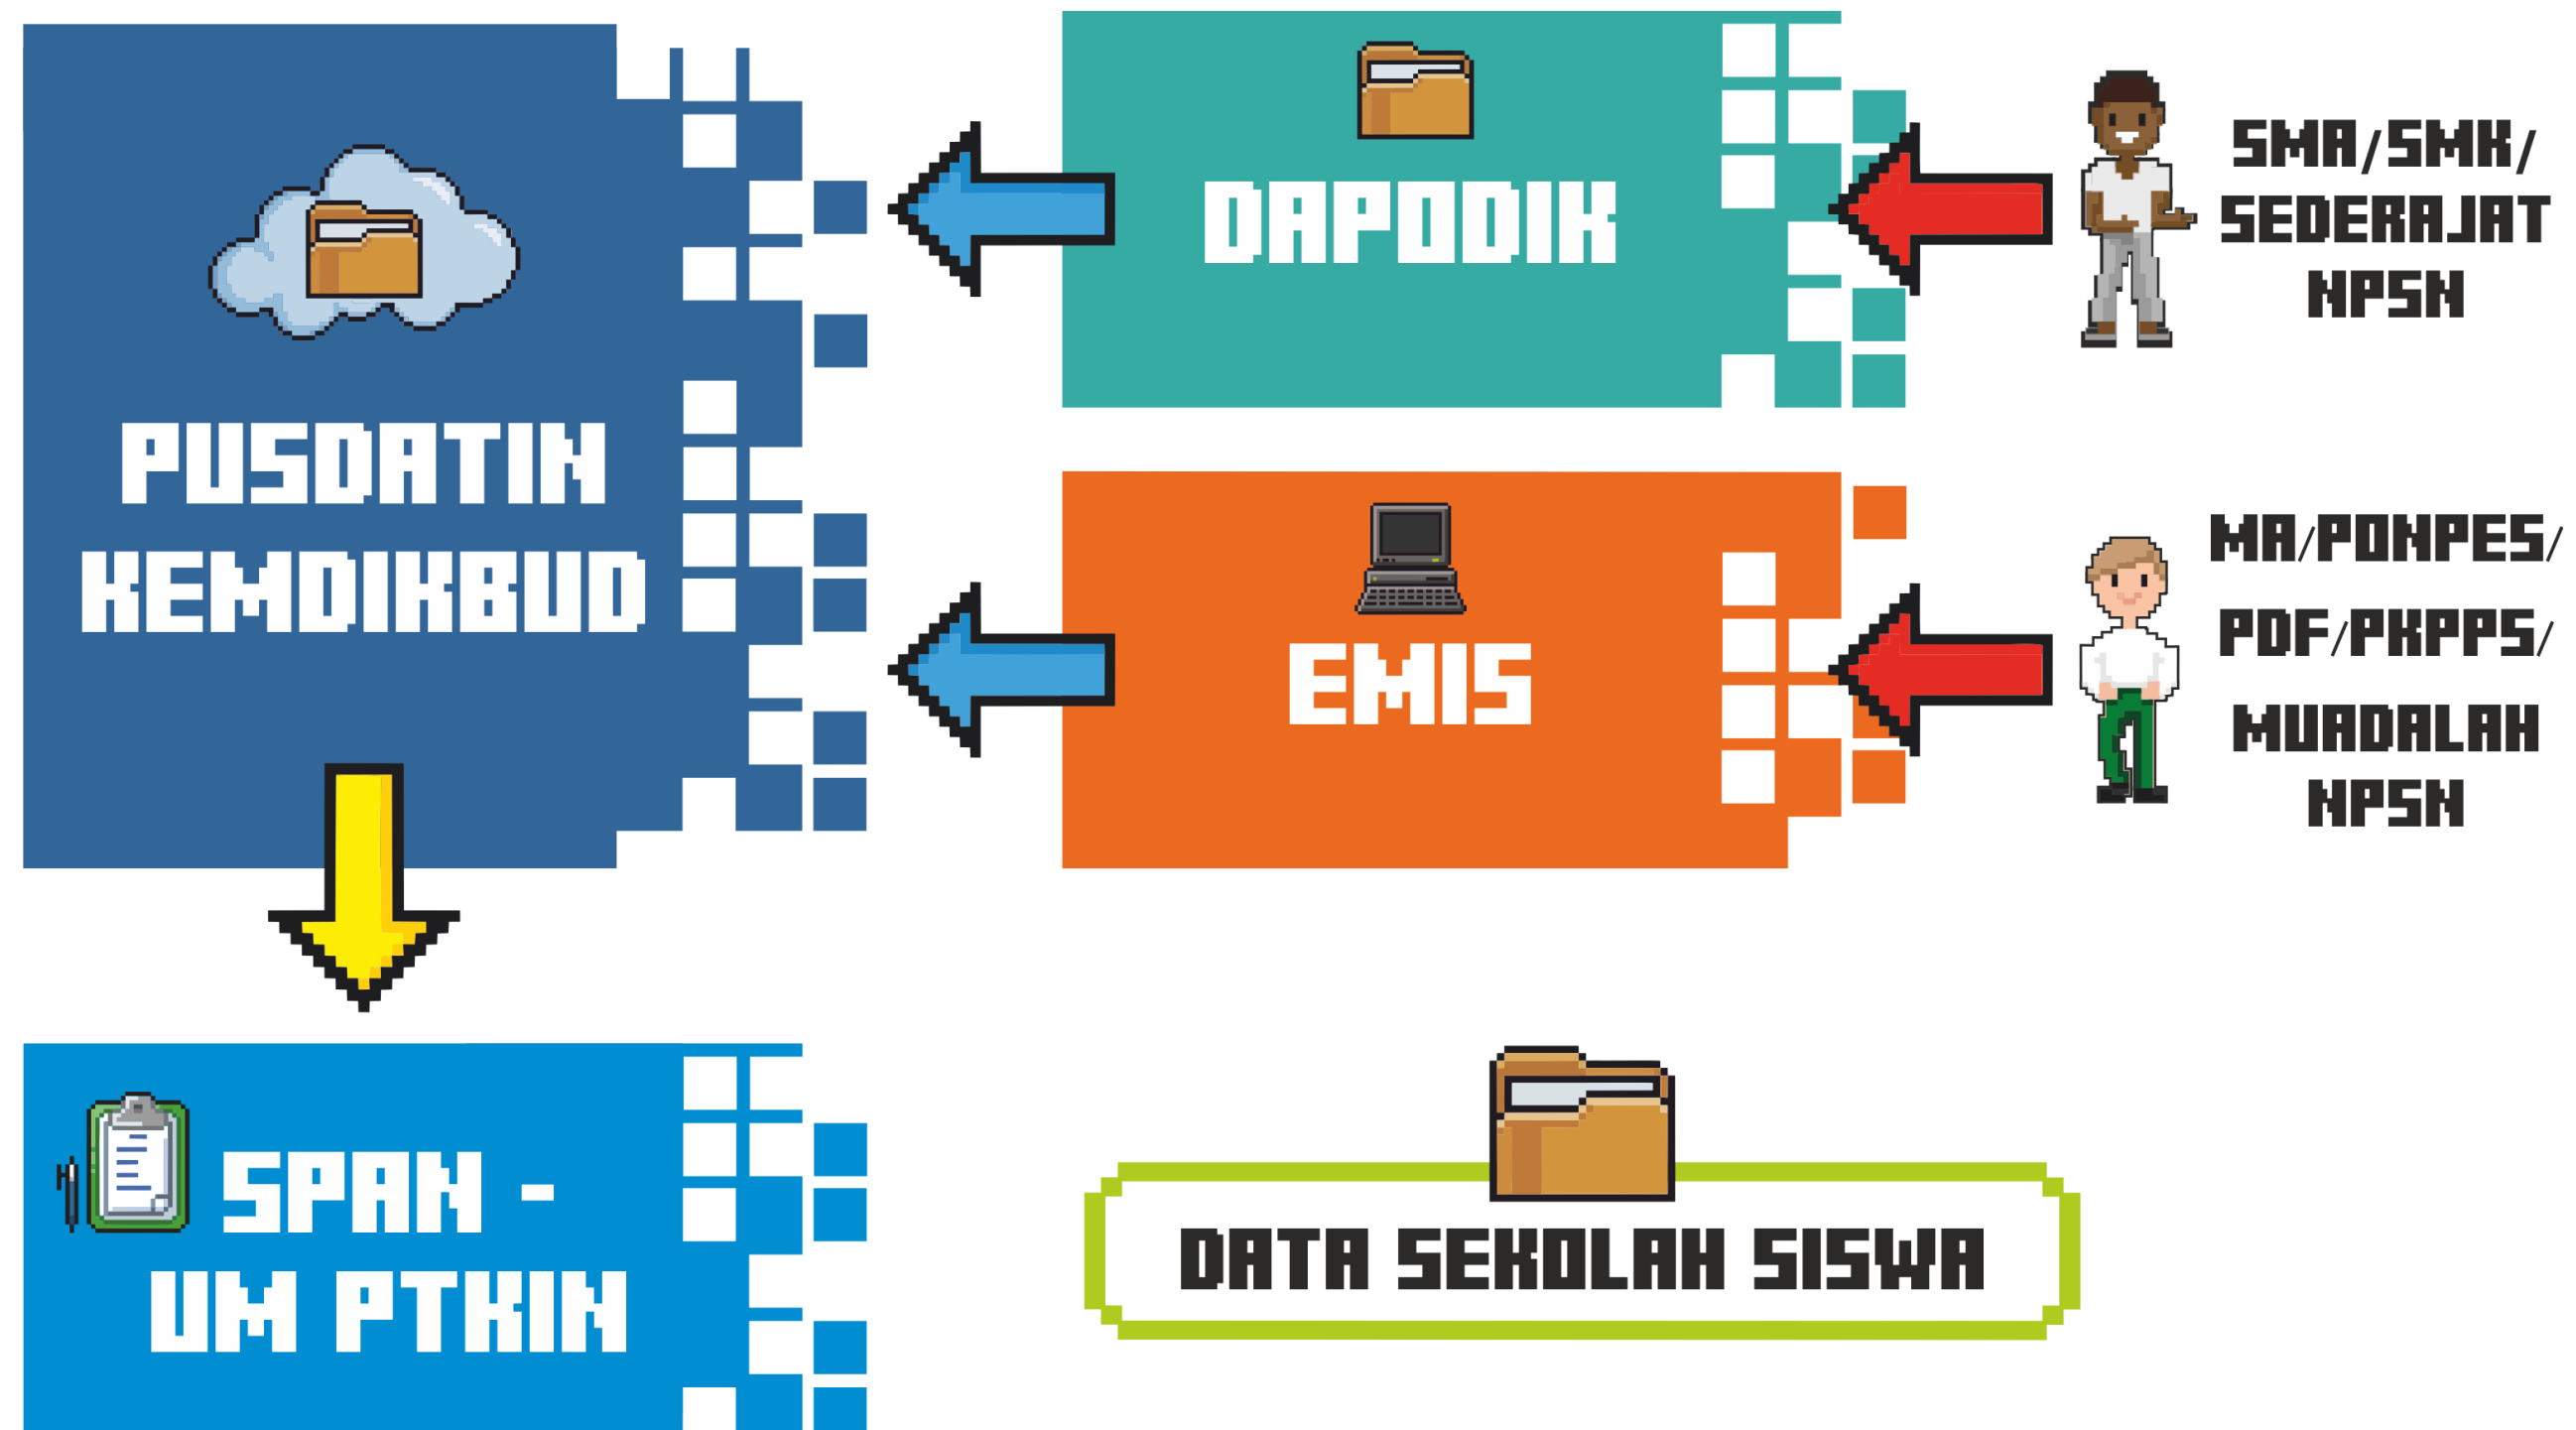 PUSDATIN
KEMDIKBUD
DAPODIK
SMA/SMK/
SEDERAJAT
NPSN
EMIS
MA/PONPES/
PDF/PKPPS/
MUADALAH
NPSN
SPAN -
UM PTKIN
DATA SEKOLAH SISWA